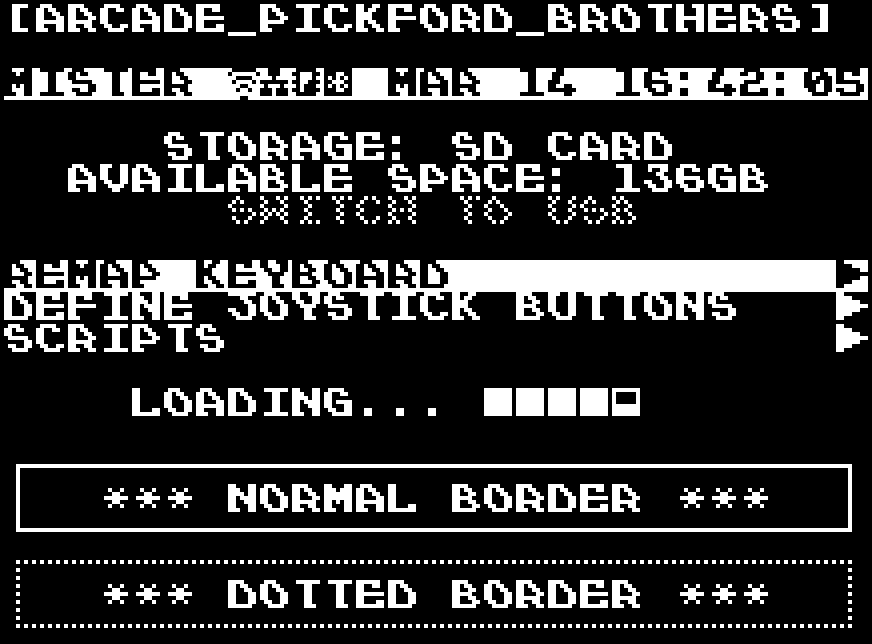 [ARCADE_PICKFORD_BROTHERS]
MISTER MAR 14 16:42:05
STORAGE: SD CARD
AVAILABLE SPACE: 136GB
SWITCH TO USB
REMAP KEYBOARD
DEFINE JOYSTICK BUTTONS
SCRIPTS
LOADING...
*** NORMAL BORDER ***
*** DOTTED BORDER ***